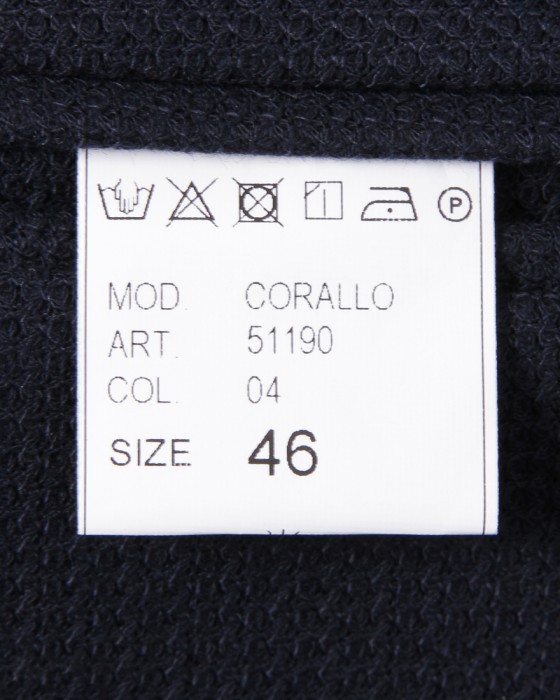 P
MOD. CORALLO
ART. 51190
COL. 04
SIZE 46